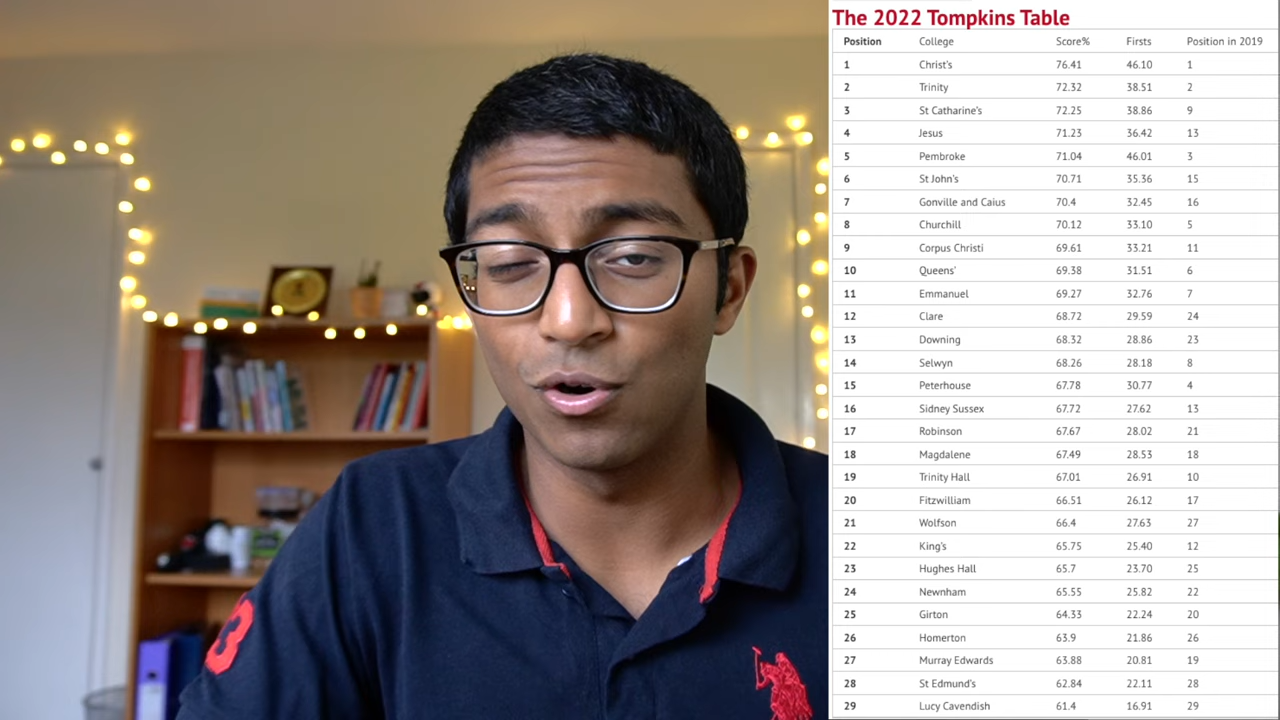 The 2022 Tompkins Table
Position College Score% Firsts Position in 2019
1 Christ's 76.41 46.10 1
2 Trinity 72.32 38.51 2
3 St Catharine's 72.25 38.86 9
4 Jesus 71.23 36.42 13
5 Pembroke 71.04 46.01 3
6 St John's 70.71 35.36 15
7 Gonville and Caius 70.4 32.45 16
8 Churchill 70.12 33.10 5
9 Corpus Christi 69.61 33.21 11
10 Queens' 69.38 31.51 6
11 Emmanuel 69.27 32.76 7
12 Clare 68.72 29.59 24
13 Downing 68.32 28.86 23
14 Selwyn 68.26 28.18 8
15 Peterhouse 67.78 30.77 4
16 Sidney Sussex 67.72 27.62 13
17 Robinson 67.67 28.02 21
18 Magdalene 67.49 28.53 18
19 Trinity Hall 67.01 26.91 10
20 Fitzwilliam 66.51 26.12 17
21 Wolfson 66.4 27.63 27
22 King's 65.75 25.40 12
23 Hughes Hall 65.7 23.70 25
24 Newnham 65.55 25.82 22
25 Girton 64.33 22.24 20
26 Homerton 63.9 21.86 26
27 Murray Edwards 63.88 20.81 19
28 St Edmund's 62.84 22.11 28
29 Lucy Cavendish 61.4 16.91 29
3